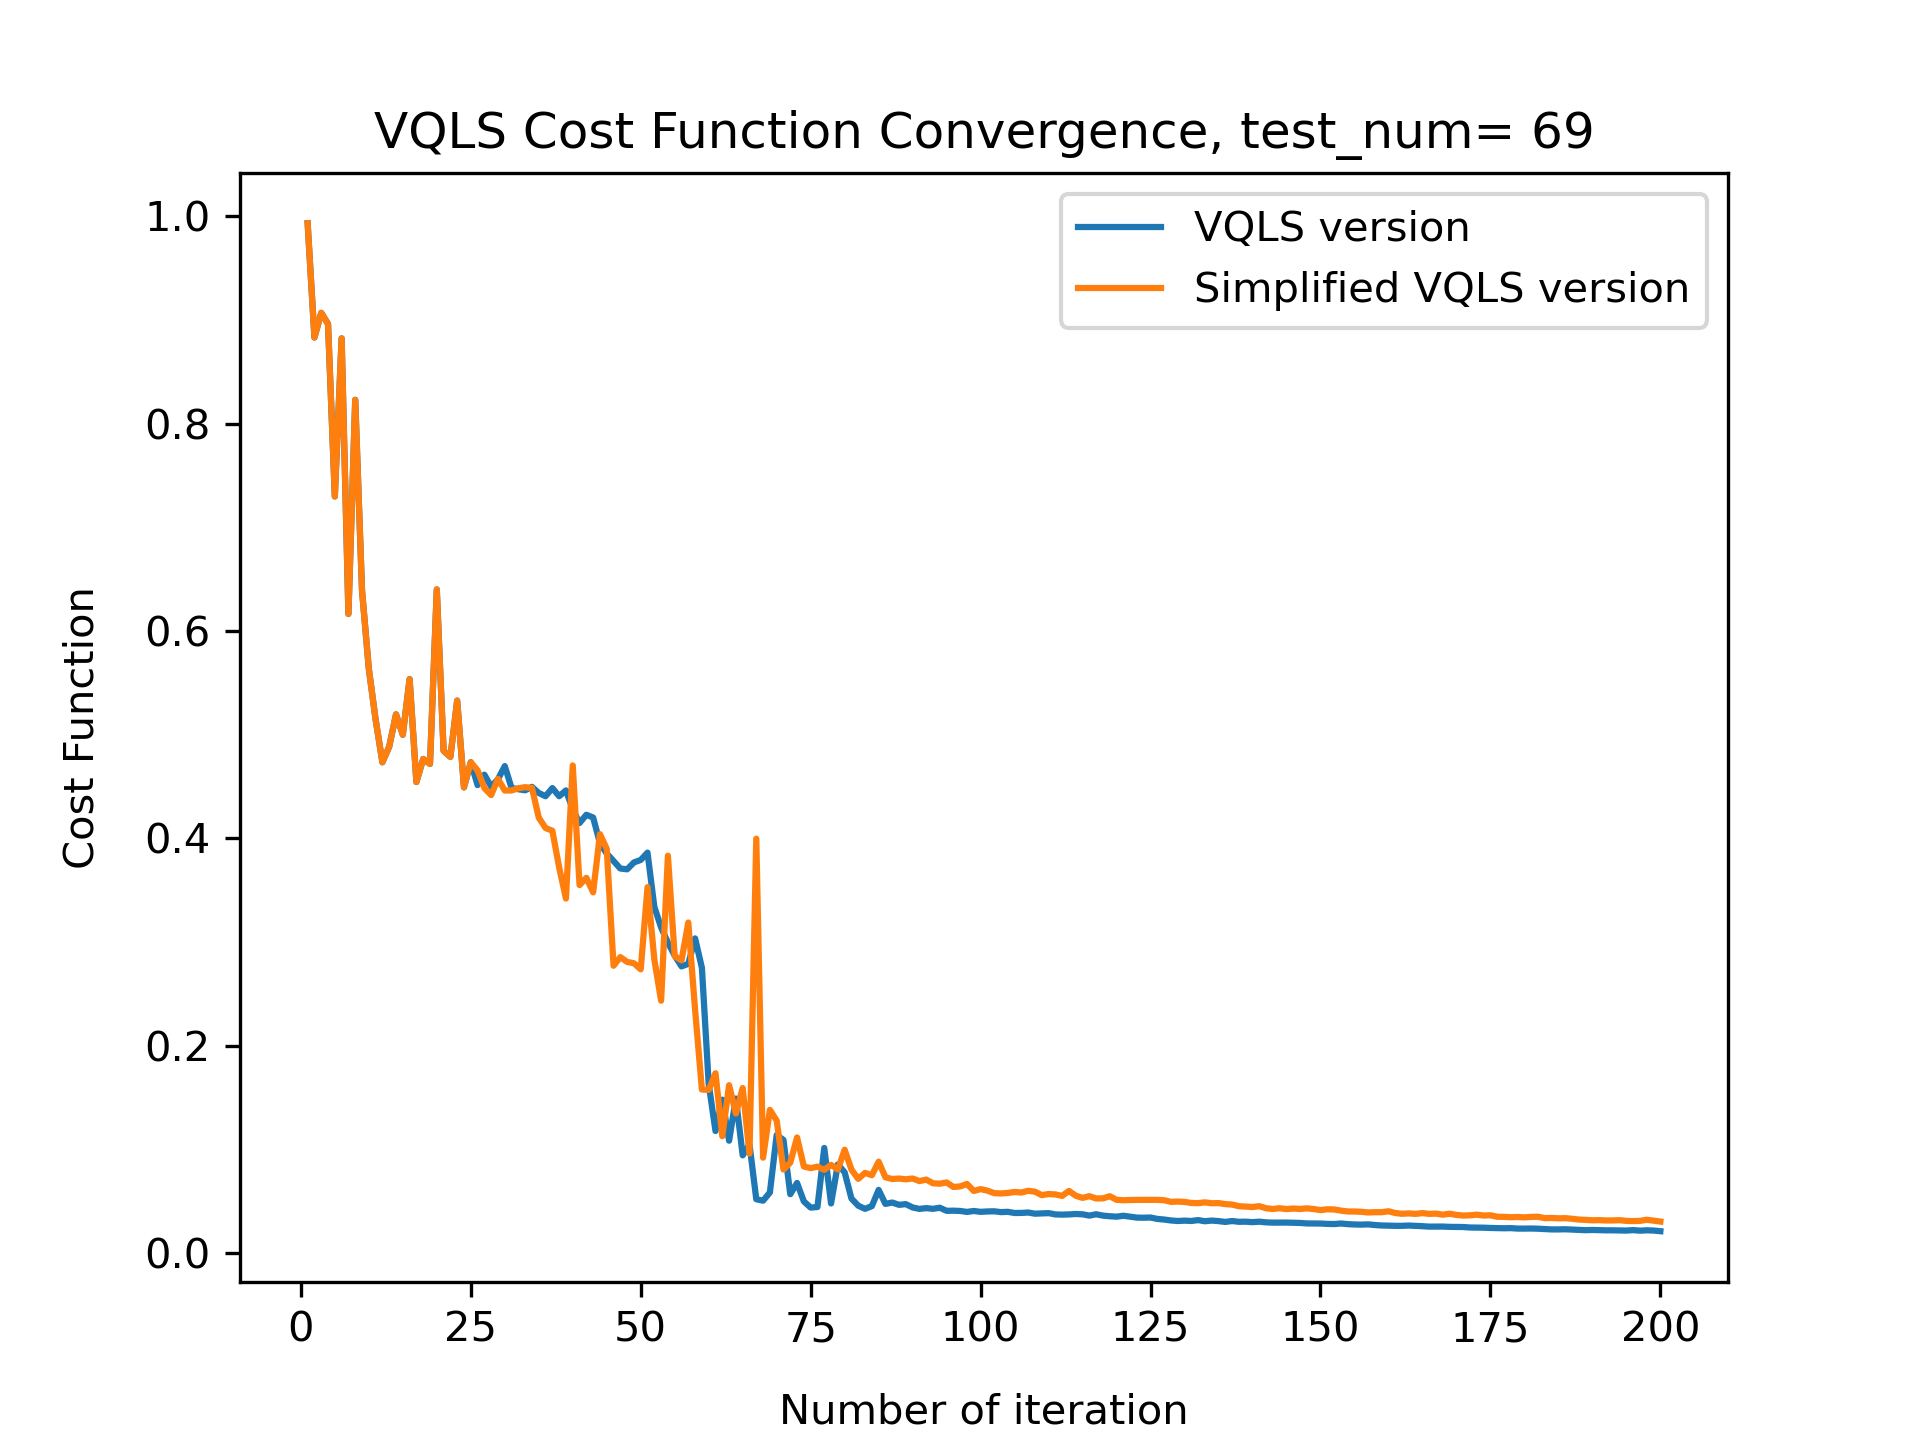 VQLS Cost Function Convergence, test_num= 69
VQLS version
Simplified VQLS version
1.0
0.8
0.6
0.4
0.2
0.0
Cost Function
0 25 50 75 100 125 150 175 200
Number of iteration